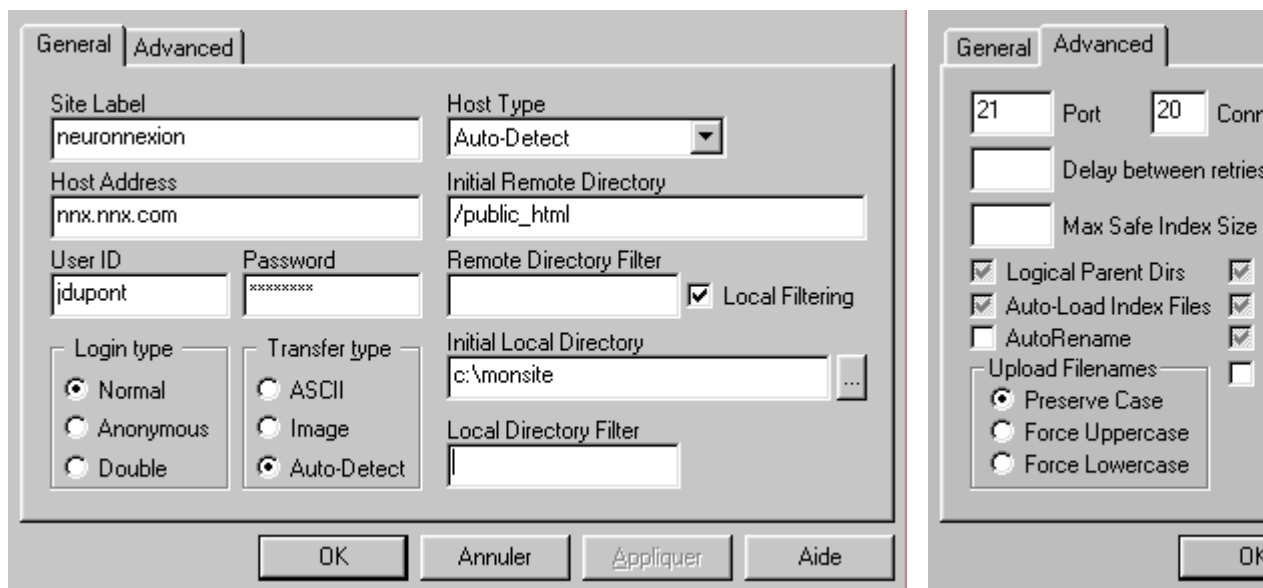 General Advanced
Site Label
neuronnexion
Host Type
Auto-Detect
Host Address
nnx.nnx.com
Initial Remote Directory
/public_html
User ID
Password
jdupont
xxxxxxxx
Remote Directory Filter
Local Filtering
Login type
Normal
Anonymous
Double
Transfer type
ASCII
Image
Auto-Detect
Initial Local Directory
c:\monsite
...
Local Directory Filter
OK Annuler Appliquer Aide
General Advanced
21 Port 20 Conn
Delay between retries
Max Safe Index Size
Logical Parent Dirs
Auto-Load Index Files
AutoRename
Upload Filenames
Preserve Case
Force Uppercase
Force Lowercase
OK